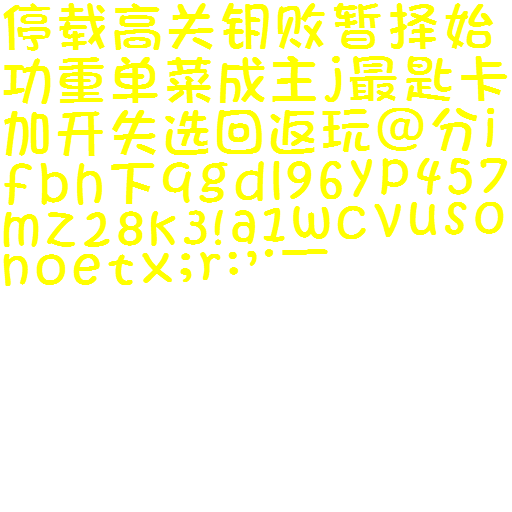 停载高关钥败暂择始
功重单菜成主j最匙卡
加开失选回返玩@分i
fbh下qgdl96yp457
mz28k3!a1wcvuso
noetx;r:,.一